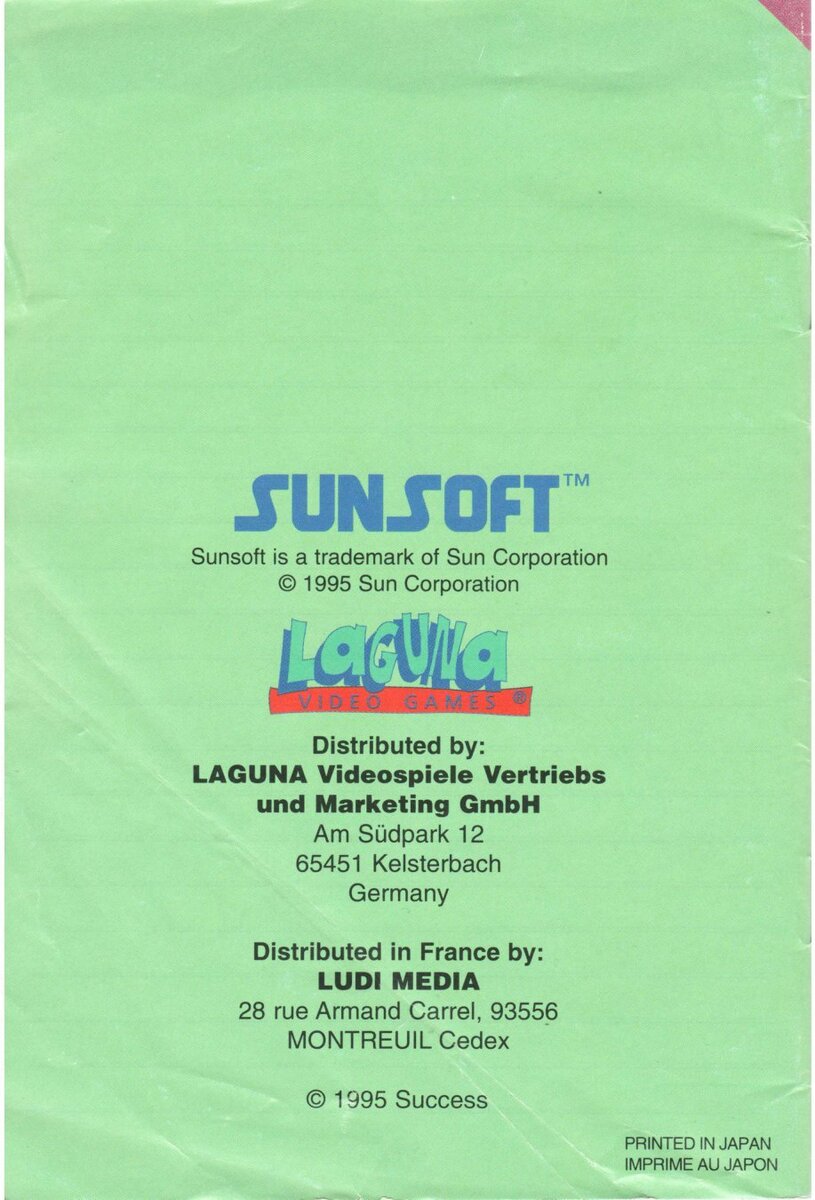 SUNSOFT™
Sunsoft is a trademark of Sun Corporation
© 1995 Sun Corporation
LAGUNA
VIDEO GAMES ®
Distributed by:
LAGUNA Videospiele Vertriebs
und Marketing GmbH
Am Südpark 12
65451 Kelsterbach
Germany
Distributed in France by:
LUDI MEDIA
28 rue Armand Carrel, 93556
MONTREUIL Cedex
© 1995 Success
PRINTED IN JAPAN
IMPRIME AU JAPON